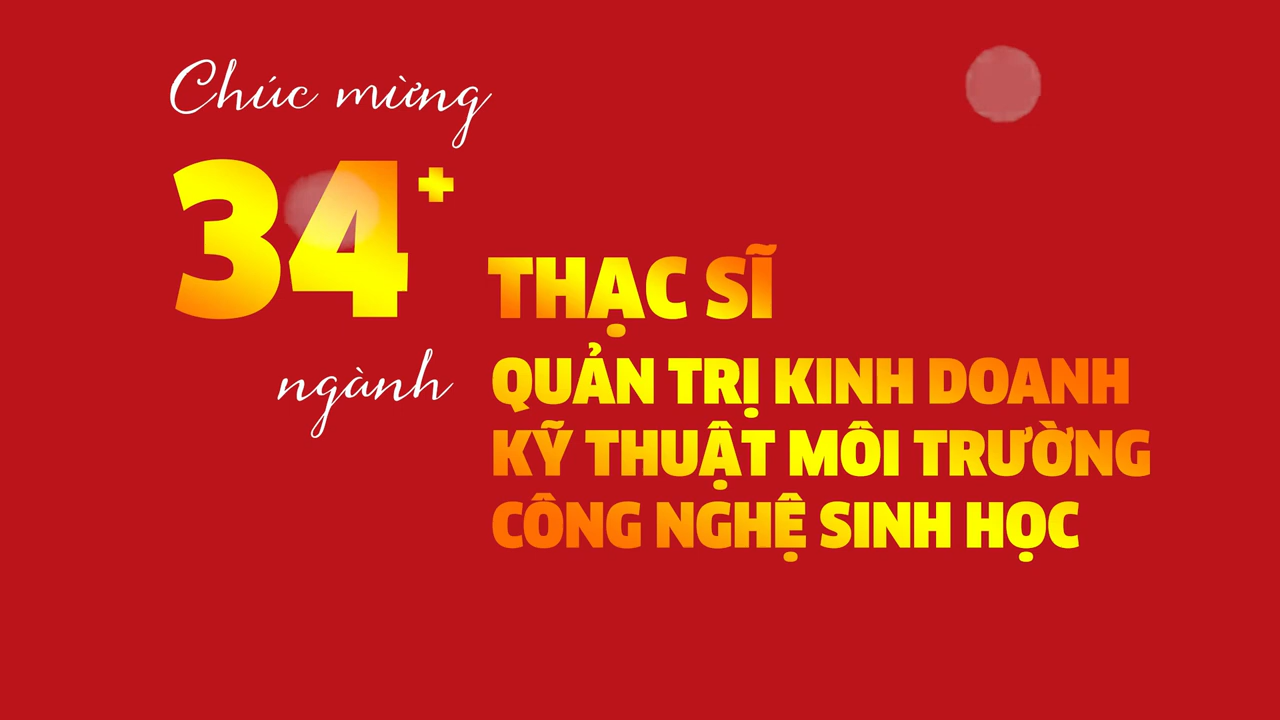 Chúc mừng
34+
THẠC SĨ
ngành
QUẢN TRỊ KINH DOANH
KỸ THUẬT MÔI TRƯỜNG
CÔNG NGHỆ SINH HỌC